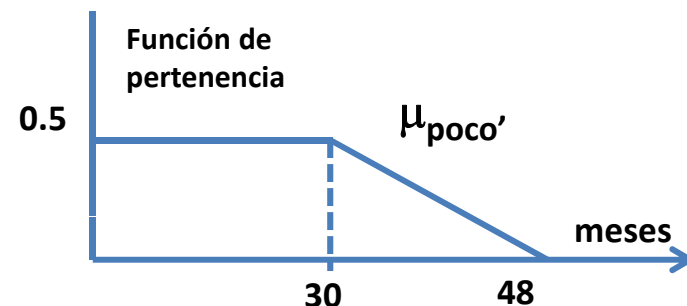 Función de
pertenencia
0.5
μpoco’
meses
30
48